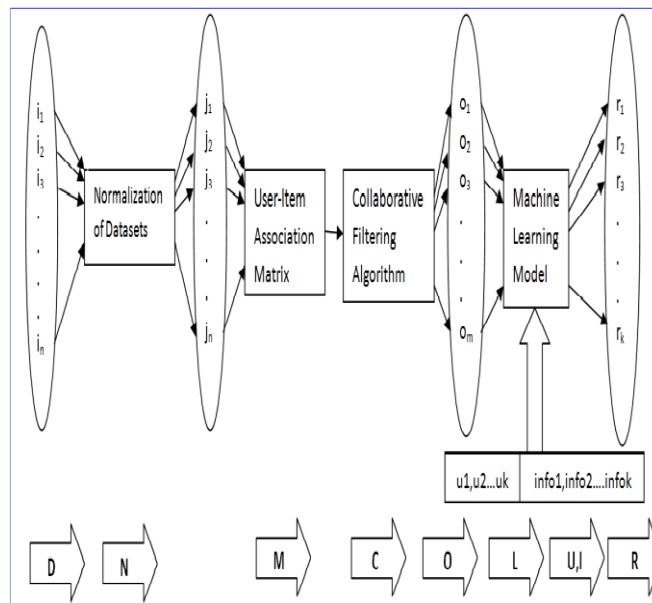 i1
i2
i3
.
.
.
.
in
Normalization
of Datasets
j1
j2
j3
.
.
.
.
jn
User-Item
Association
Matrix
Collaborative
Filtering
Algorithm
o1
o2
o3
.
.
.
.
om
Machine
Learning
Model
r1
r2
r3
.
.
.
.
rk
u1,u2...uk
info1,info2....infok
D
N
M
C
O
L
U,I
R